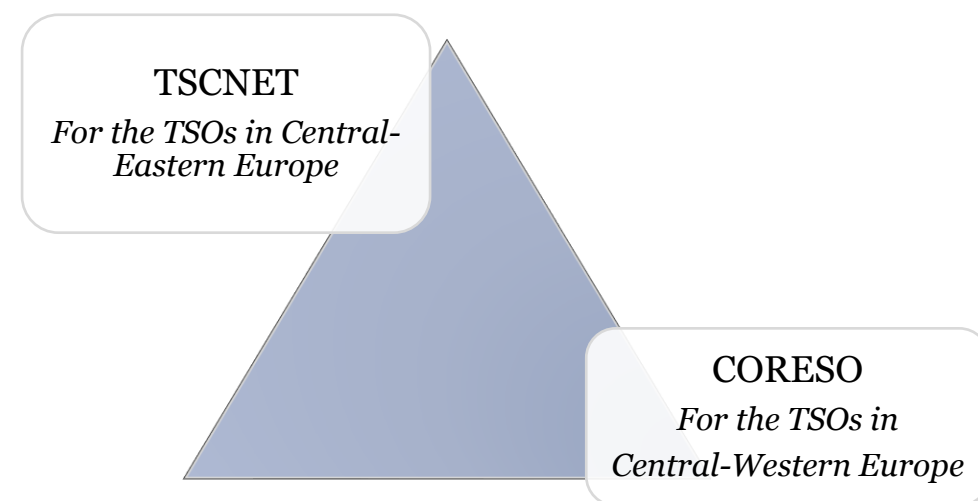 TSCNET
For the TSOs in Central-
Eastern Europe
CORESO
For the TSOs in
Central-Western Europe